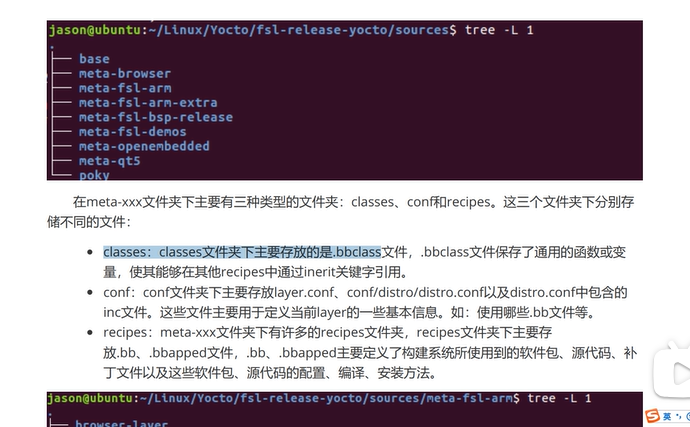 jason@ubuntu:~/Linux/Yocto/fsl-release-yocto/sources$ tree -L 1
.
├── base
├── meta-browser
├── meta-fsl-arm
├── meta-fsl-arm-extra
├── meta-fsl-bsp-release
├── meta-fsl-demos
├── meta-openembedded
├── meta-qt5
└── poky
在meta-xxx文件夹下主要有三种类型的文件夹：classes、conf和recipes。这三个文件夹下分别存
储不同的文件：
• classes：classes文件夹下主要存放的是.bbclass文件，.bbclass文件保存了通用的函数或变
量，使其能够在其他recipes中通过inerit关键字引用。
• conf：conf文件夹下主要存放layer.conf、conf/distro/distro.conf以及distro.conf中包含的
inc文件。这些文件主要用于定义当前layer的一些基本信息。如：使用哪些.bb文件等。
• recipes：meta-xxx文件夹下有许多的recipes文件夹，recipes文件夹下主要存
放.bb、.bbapped文件，.bb、.bbapped主要定义了构建系统所使用到的软件包、源代码、补
丁文件以及这些软件包、源代码的配置、编译、安装方法。
jason@ubuntu:~/Linux/Yocto/fsl-release-yocto/sources/meta-fsl-arm$ tree -L 1
.
├── browser-layer
英